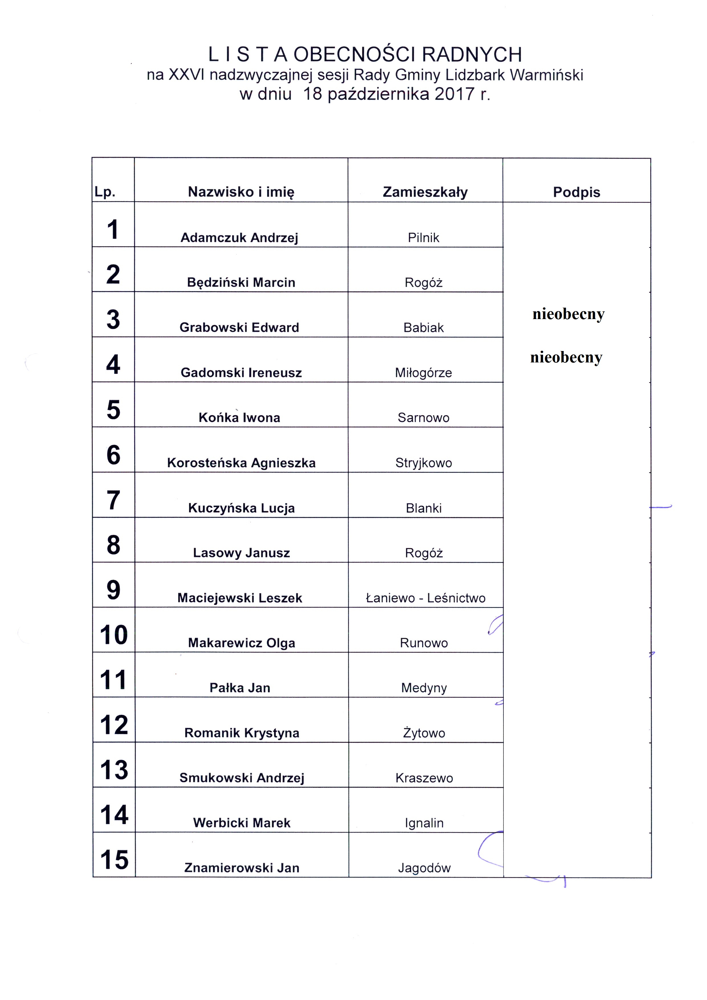 L I S T A OBECNOŚCI RADNYCH
na XXVI nadzwyczajnej sesji Rady Gminy Lidzbark Warmiński
w dniu 18 października 2017 r.
Lp. Nazwisko i imię Zamieszkały Podpis
1 Adamczuk Andrzej Pilnik
2 Będziński Marcin Rogóż
3 Grabowski Edward Babiak nieobecny
4 Gadomski Ireneusz Miłogórze nieobecny
5 Końka Iwona Sarnowo
6 Korosteńska Agnieszka Stryjkowo
7 Kuczyńska Lucja Blanki
8 Lasowy Janusz Rogóż
9 Maciejewski Leszek Łaniewo - Leśnictwo
10 Makarewicz Olga Runowo
11 Pałka Jan Medyny
12 Romanik Krystyna Żytowo
13 Smukowski Andrzej Kraszewo
14 Werbicki Marek Ignalin
15 Znamierowski Jan Jagodów